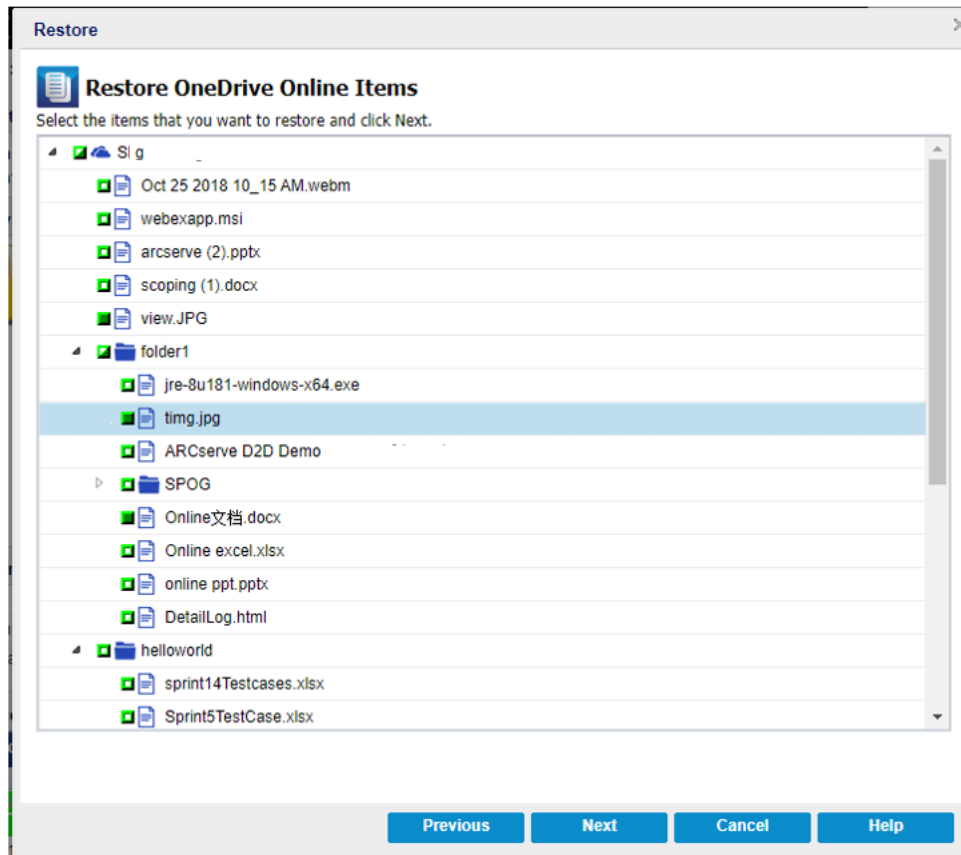 Restore
Restore OneDrive Online Items
Select the items that you want to restore and click Next.
Oct 25 2018 10_15 AM.webm
webexapp.msi
arcserve (2).pptx
scoping (1).docx
view.JPG
folder1
jre-8u181-windows-x64.exe
timg.jpg
ARCserve D2D Demo
SPOG
Online文档.docx
Online excel.xlsx
online ppt.pptx
DetailLog.html
helloworld
sprint14Testcases.xlsx
Sprint5TestCase.xlsx
Previous Next Cancel Help